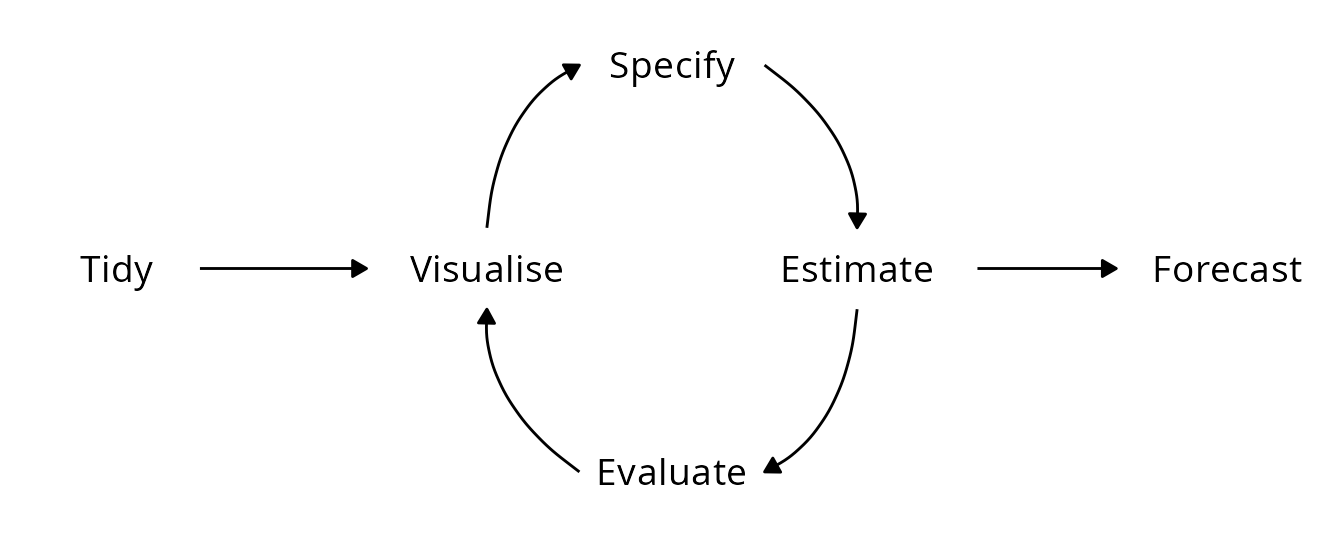 Specify
Tidy
Visualise
Estimate
Forecast
Evaluate